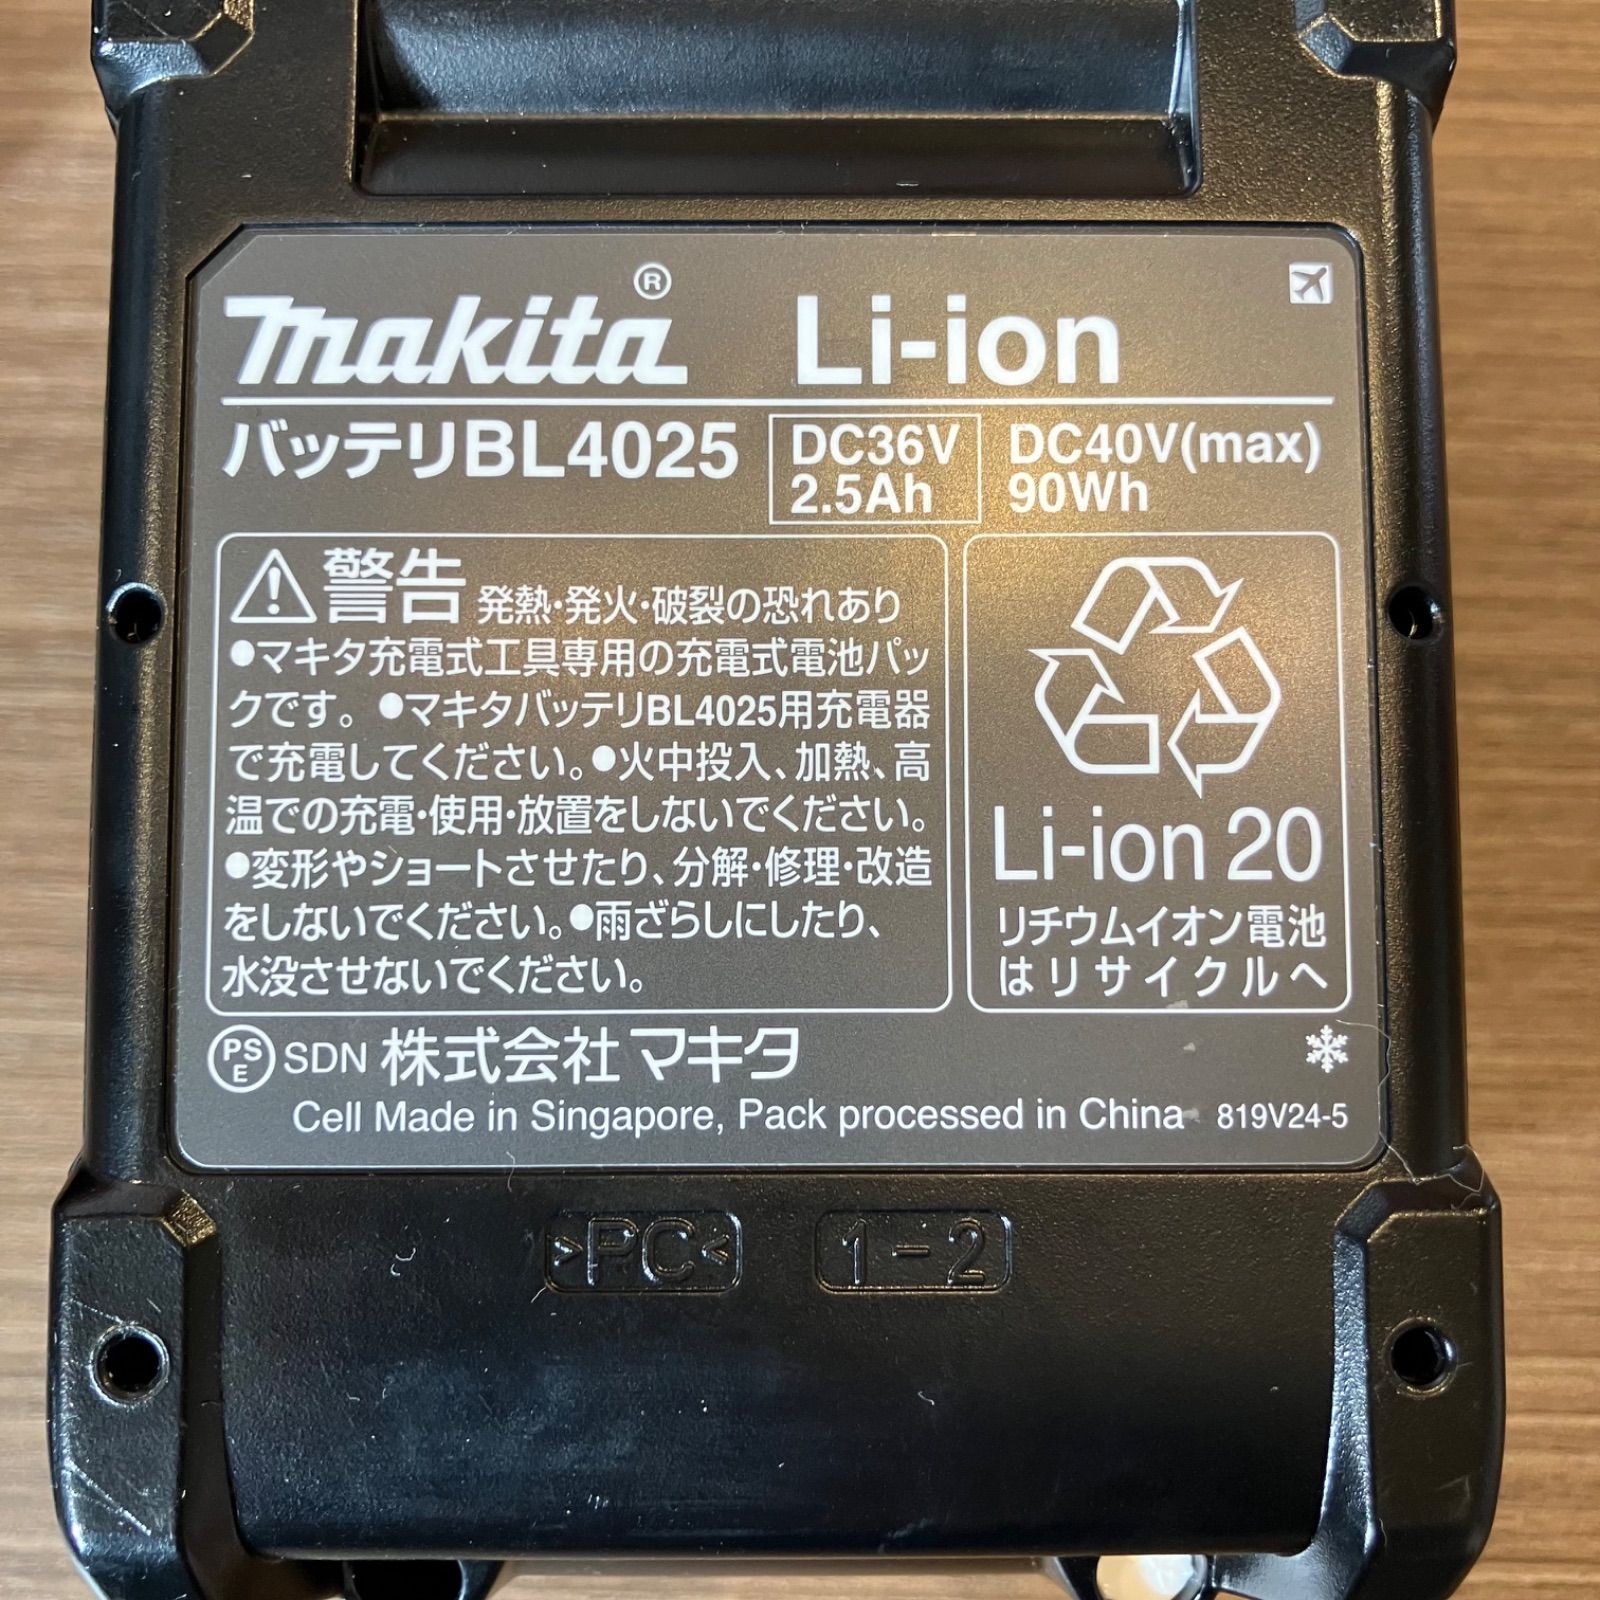 makita® Li-ion
バッテリBL4025 DC36V 2.5Ah DC40V(max) 90Wh
警告 発熱・発火・破裂の恐れあり
●マキタ充電式工具専用の充電式電池パッ
クです。●マキタバッテリBL4025用充電器
で充電してください。●火中投入、加熱、高
温での充電・使用・放置をしないでください。
●変形やショートさせたり、分解・修理・改造
をしないでください。●雨ざらしにしたり、
水没させないでください。
Li-ion 20
リチウムイオン電池
はリサイクルへ
PSE SDN 株式会社マキタ
Cell Made in Singapore, Pack processed in China 819V24-5
>PC< 1-2